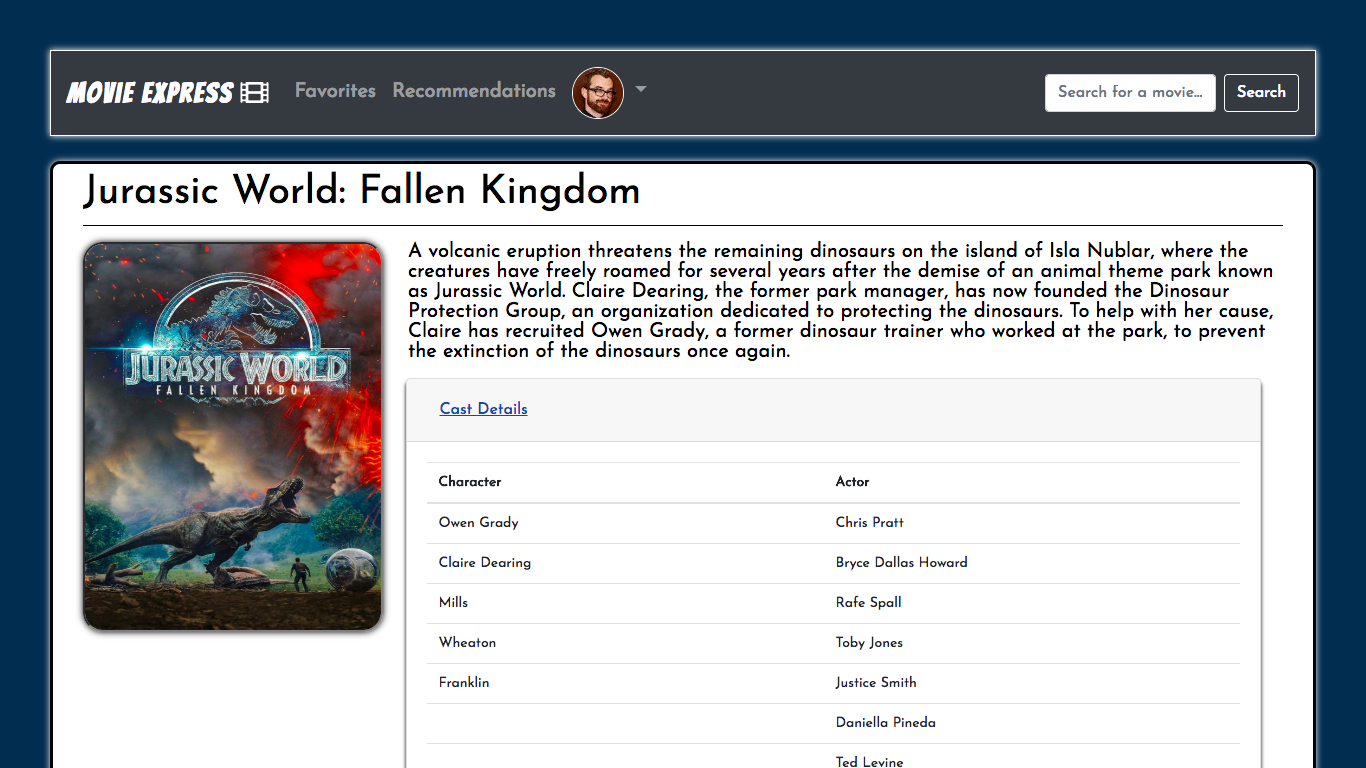 MOVIE EXPRESS
Favorites
Recommendations
Search for a movie...
Search
Jurassic World: Fallen Kingdom
JURASSIC WORLD
FALLEN KINGDOM
A volcanic eruption threatens the remaining dinosaurs on the island of Isla Nublar, where the
creatures have freely roamed for several years after the demise of an animal theme park known
as Jurassic World. Claire Dearing, the former park manager, has now founded the Dinosaur
Protection Group, an organization dedicated to protecting the dinosaurs. To help with her cause,
Claire has recruited Owen Grady, a former dinosaur trainer who worked at the park, to prevent
the extinction of the dinosaurs once again.
Cast Details
Character Actor
Owen Grady Chris Pratt
Claire Dearing Bryce Dallas Howard
Mills Rafe Spall
Wheaton Toby Jones
Franklin Justice Smith
Daniella Pineda
Ted Levine